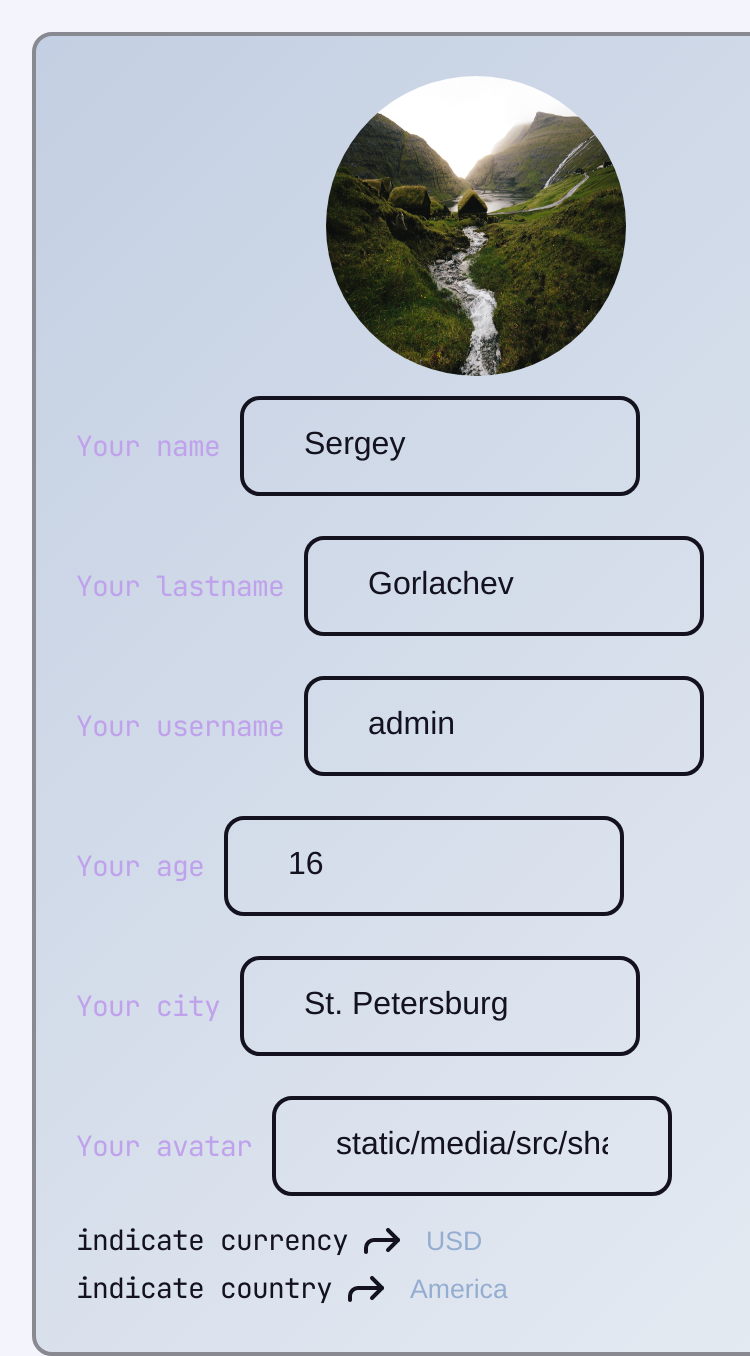 Your name Sergey
Your lastname Gorlachev
Your username admin
Your age 16
Your city St. Petersburg
Your avatar static/media/src/sha
indicate currency USD
indicate country America